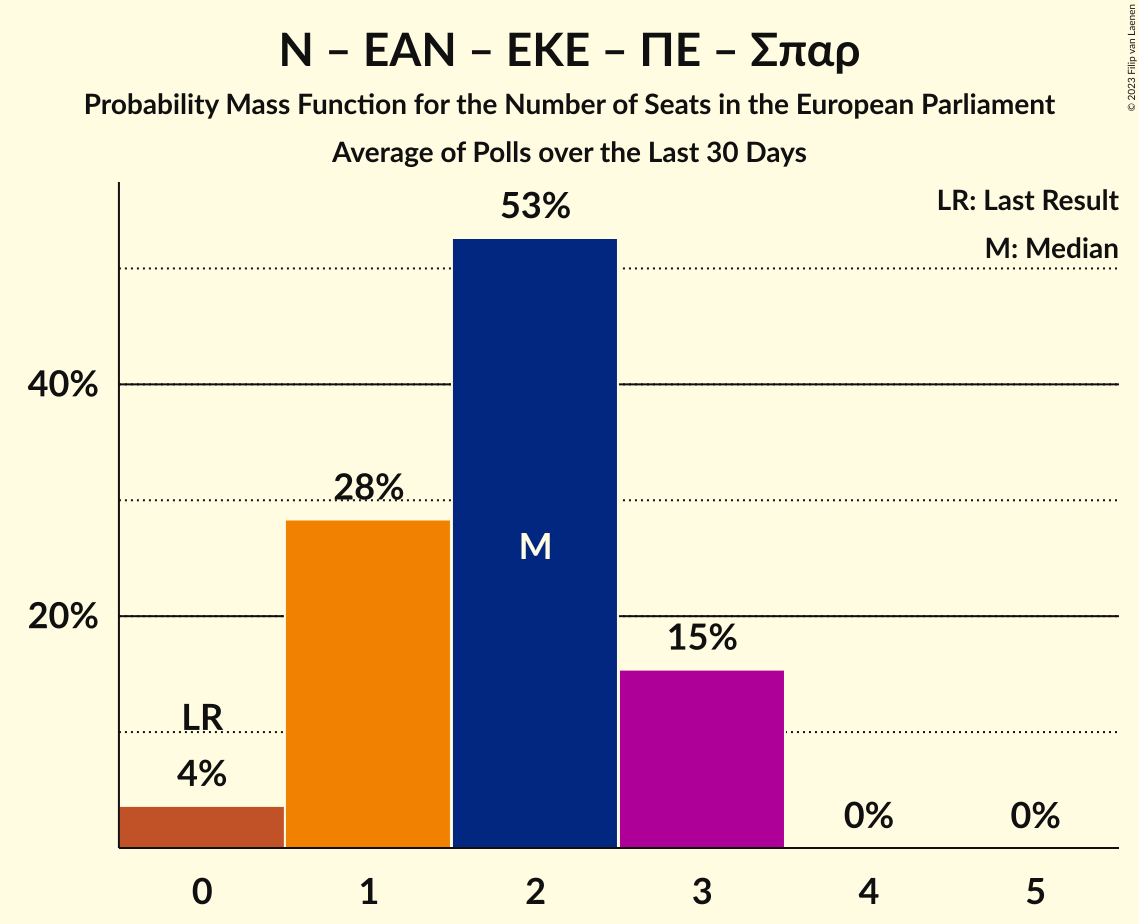 Ν – ΕΑΝ – ΕΚΕ – ΠΕ – Σπαρ
Probability Mass Function for the Number of Seats in the European Parliament
Average of Polls over the Last 30 Days
© 2023 Filip van Laenen
LR: Last Result
M: Median
53%
40%
28%
M
20%
15%
LR
4%
0%
0%
0 1 2 3 4 5